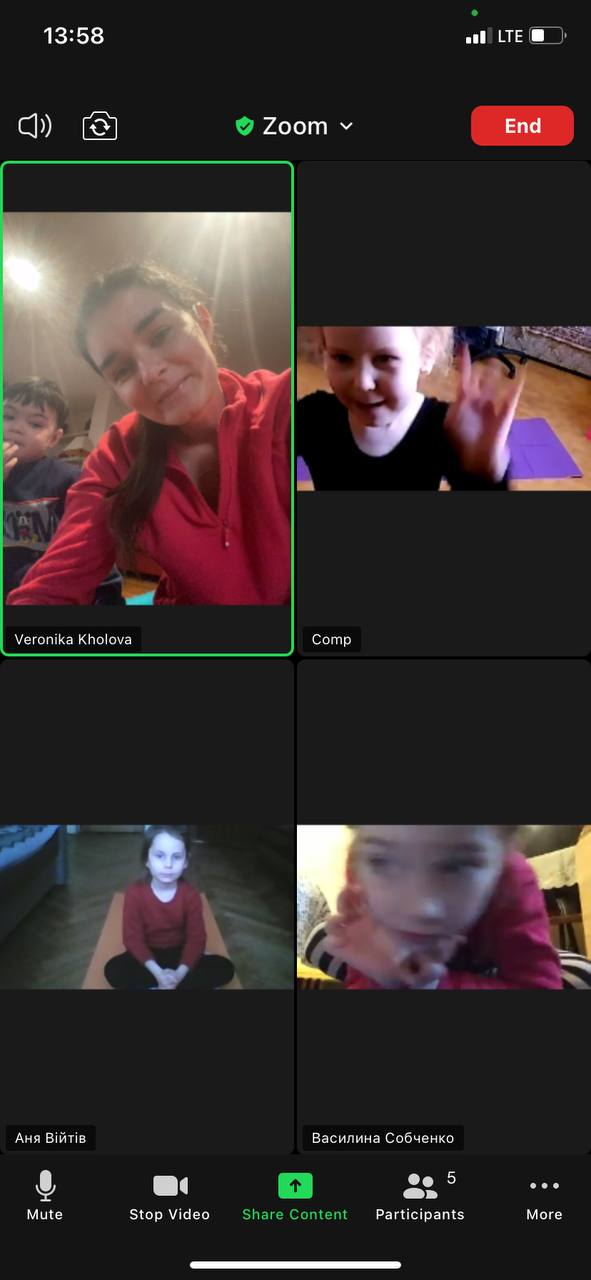 13:58
LTE
Zoom
End
Veronika Kholova
Comp
Аня Війтів
Василина Собченко
5
Mute
Stop Video
Share Content
Participants
More